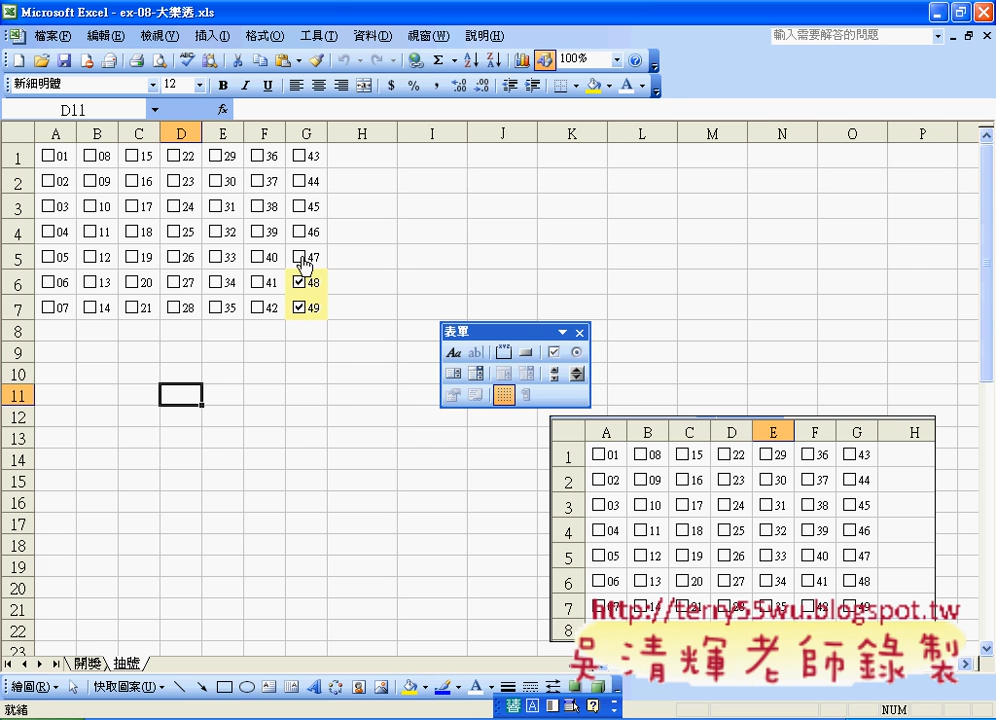 Microsoft Excel - ex-08-大樂透.xls
檔案(F) 編輯(E) 檢視(V) 插入(I) 格式(O) 工具(T) 資料(D) 視窗(W) 說明(H) 輸入需要解答的問題
100%
新細明體 12 B I U $ % ,
D11 fx
A B C D E F G H I J K L M N O P
1 01 08 15 22 29 36 43
2 02 09 16 23 30 37 44
3 03 10 17 24 31 38 45
4 04 11 18 25 32 39 46
5 05 12 19 26 33 40 47
6 06 13 20 27 34 41 48
7 07 14 21 28 35 42 49
8
9
10
11
12
13
14
15
16
17
18
19
20
21
22
23
表單
Aa ab|
A B C D E F G H
1 01 08 15 22 29 36 43
2 02 09 16 23 30 37 44
3 03 10 17 24 31 38 45
4 04 11 18 25 32 39 46
5 05 12 19 26 33 40 47
6 06 13 20 27 34 41 48
7 07 14 21 28 35 42 49
8
http://terry55wu.blogspot.tw
吳清輝老師錄製
開獎 抽號
繪圖(R) 快取圖案(U)
就緒 NUM